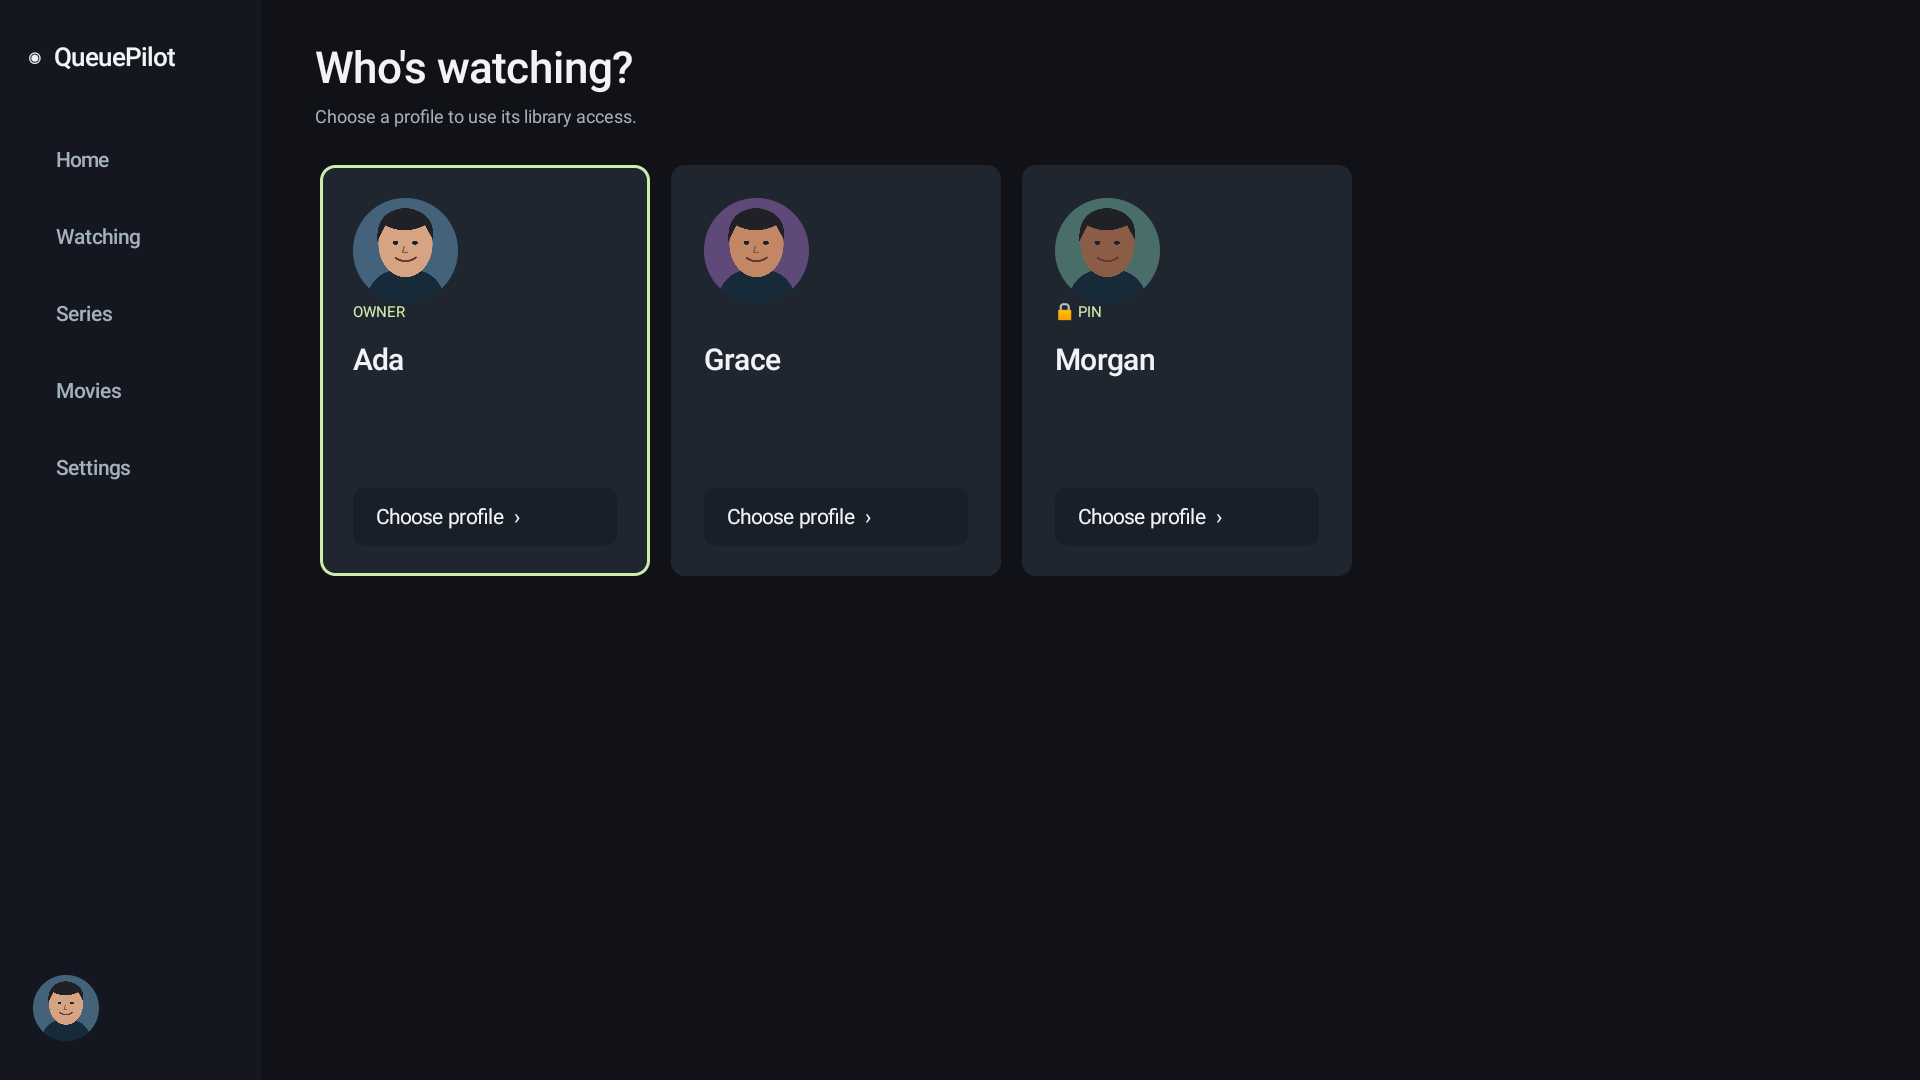 QueuePilot
Home
Watching
Series
Movies
Settings
Who's watching?
Choose a profile to use its library access.
OWNER
Ada
Choose profile ›
Grace
Choose profile ›
🔒 PIN
Morgan
Choose profile ›